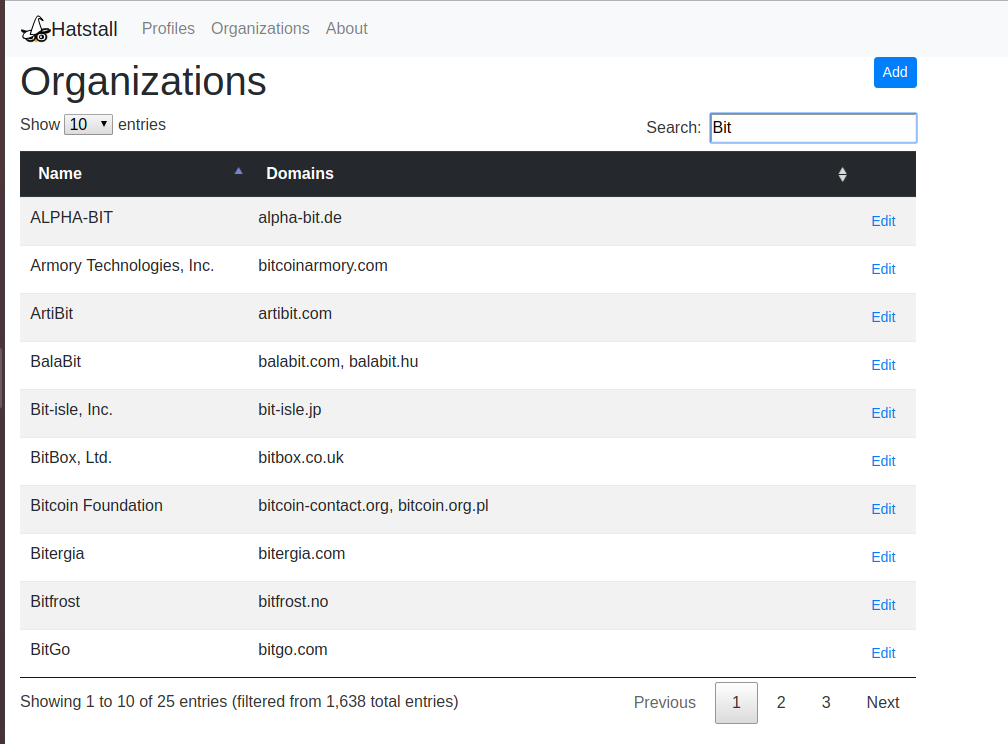 Hatstall Profiles Organizations About
Organizations
Add
Show 10 entries
Search: Bit
Name Domains
ALPHA-BIT alpha-bit.de Edit
Armory Technologies, Inc. bitcoinarmory.com Edit
ArtiBit artibit.com Edit
BalaBit balabit.com, balabit.hu Edit
Bit-isle, Inc. bit-isle.jp Edit
BitBox, Ltd. bitbox.co.uk Edit
Bitcoin Foundation bitcoin-contact.org, bitcoin.org.pl Edit
Bitergia bitergia.com Edit
Bitfrost bitfrost.no Edit
BitGo bitgo.com Edit
Showing 1 to 10 of 25 entries (filtered from 1,638 total entries) Previous 1 2 3 Next